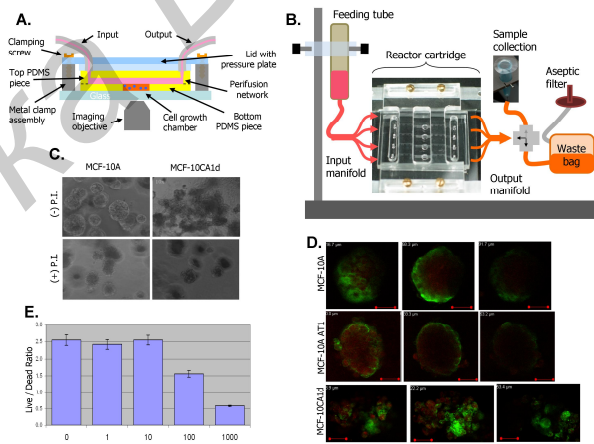 A.
Input
Output
Clamping
screw
Lid with
pressure plate
Top PDMS
piece
Perifusion
network
Metal clamp
assembly
Glass
Imaging
objective
Cell growth
chamber
Bottom
PDMS piece
B.
Feeding tube
Reactor cartridge
Sample
collection
Aseptic
filter
Input
manifold
Output
manifold
Waste
bag
C.
MCF-10A
MCF-10CA1d
(-) P.I.
(+) P.I.
D.
MCF-10A
MCF-10A AT1
MCF-10CA1d
E.
Live / Dead Ratio
3.0
2.5
2.0
1.5
1.0
0.5
0.0
0 1 10 100 1000